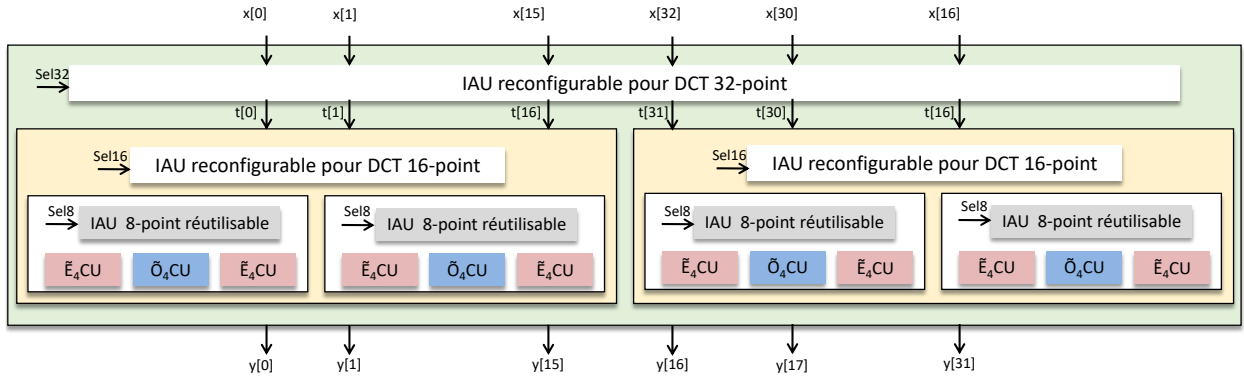 x[0] x[1] x[15] x[32] x[30] x[16]
Sel32
IAU reconfigurable pour DCT 32-point
t[0] t[1] t[16] t[31] t[30] t[16]
Sel16 IAU reconfigurable pour DCT 16-point Sel16 IAU reconfigurable pour DCT 16-point
Sel8 IAU 8-point réutilisable Sel8 IAU 8-point réutilisable Sel8 IAU 8-point réutilisable Sel8 IAU 8-point réutilisable
Ẽ₄CU Õ₄CU Ẽ₄CU Ẽ₄CU Õ₄CU Ẽ₄CU Ẽ₄CU Õ₄CU Ẽ₄CU Ẽ₄CU Õ₄CU Ẽ₄CU
y[0] y[1] y[15] y[16] y[17] y[31]